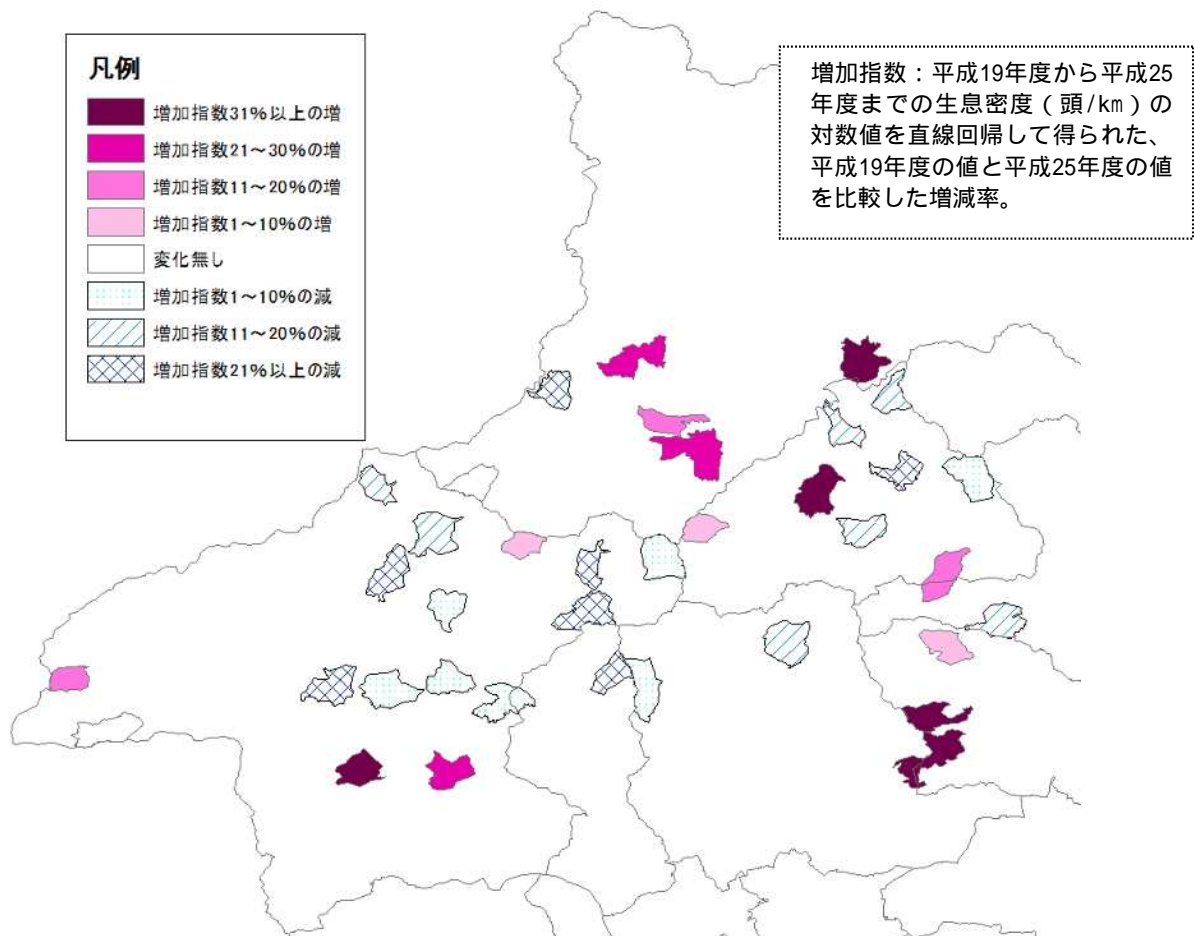 凡例
増加指数31%以上の増
増加指数21～30%の増
増加指数11～20%の増
増加指数1～10%の増
変化無し
増加指数1～10%の減
増加指数11～20%の減
増加指数21%以上の減
増加指数：平成19年度から平成25
年度までの生息密度（頭/㎞）の
対数値を直線回帰して得られた、
平成19年度の値と平成25年度の値
を比較した増減率。